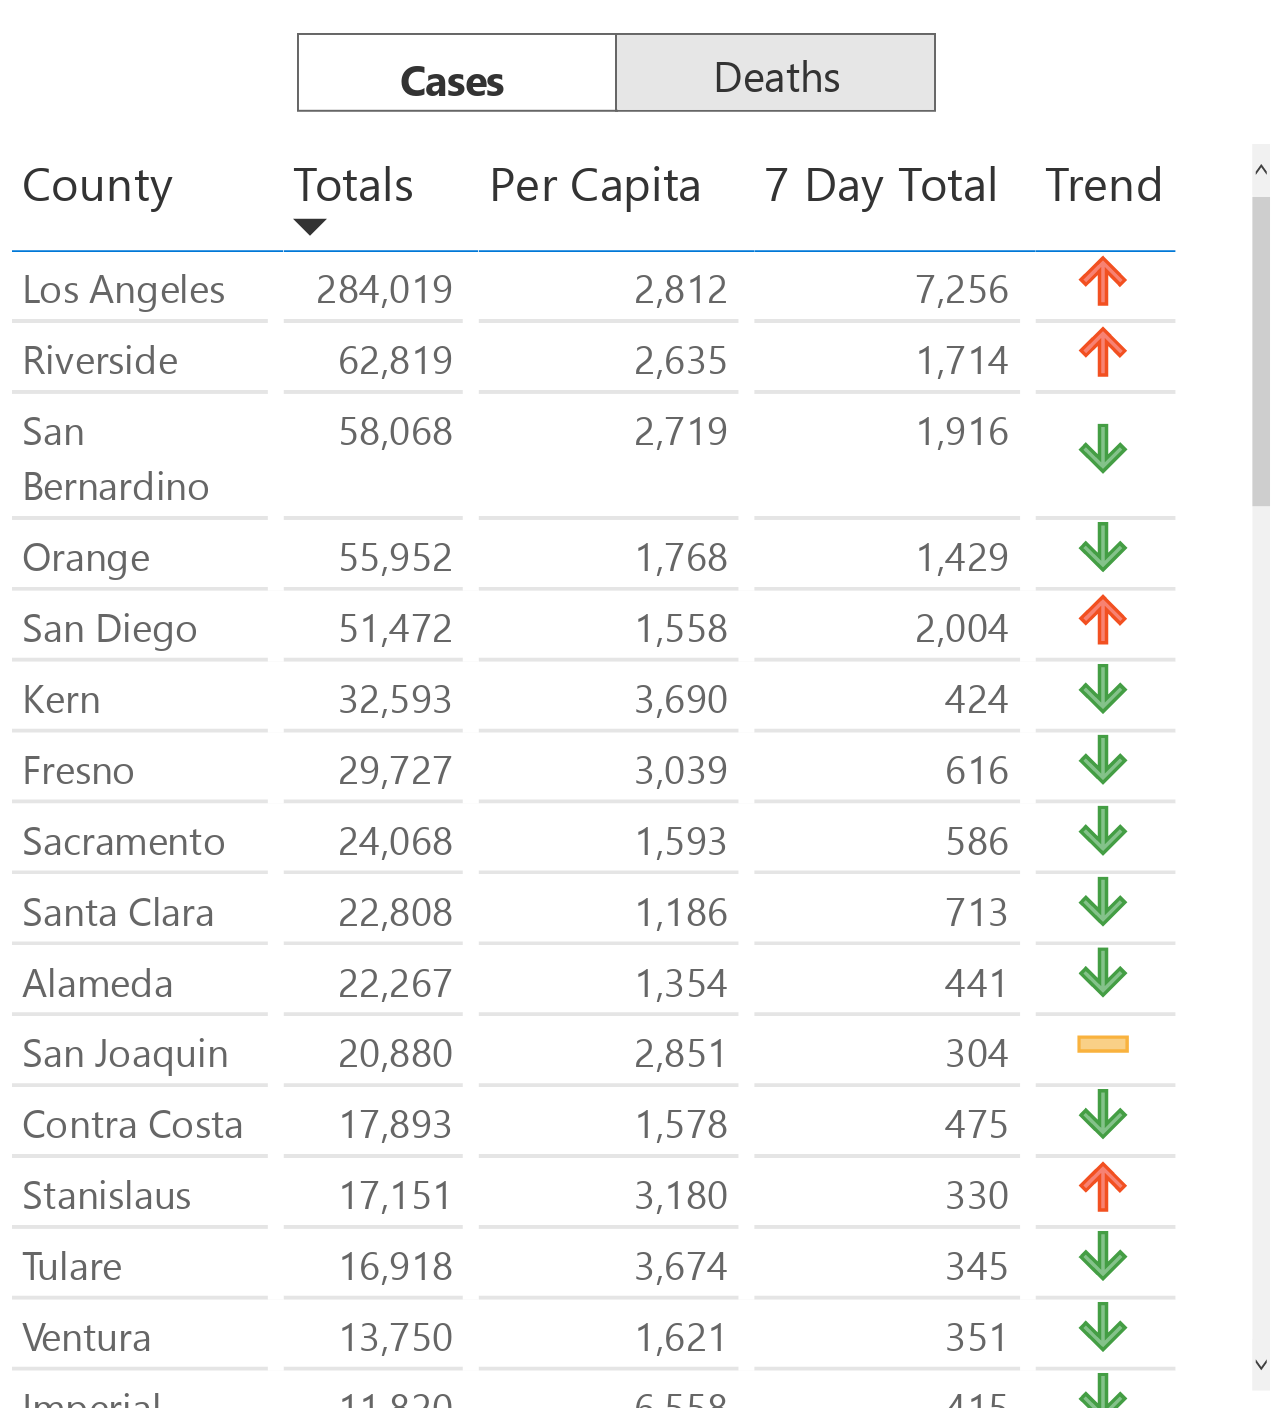 Cases Deaths
County Totals Per Capita 7 Day Total Trend
Los Angeles 284,019 2,812 7,256
Riverside 62,819 2,635 1,714
San 58,068 2,719 1,916
Bernardino
Orange 55,952 1,768 1,429
San Diego 51,472 1,558 2,004
Kern 32,593 3,690 424
Fresno 29,727 3,039 616
Sacramento 24,068 1,593 586
Santa Clara 22,808 1,186 713
Alameda 22,267 1,354 441
San Joaquin 20,880 2,851 304
Contra Costa 17,893 1,578 475
Stanislaus 17,151 3,180 330
Tulare 16,918 3,674 345
Ventura 13,750 1,621 351
Imperial 11,820 6,558 415